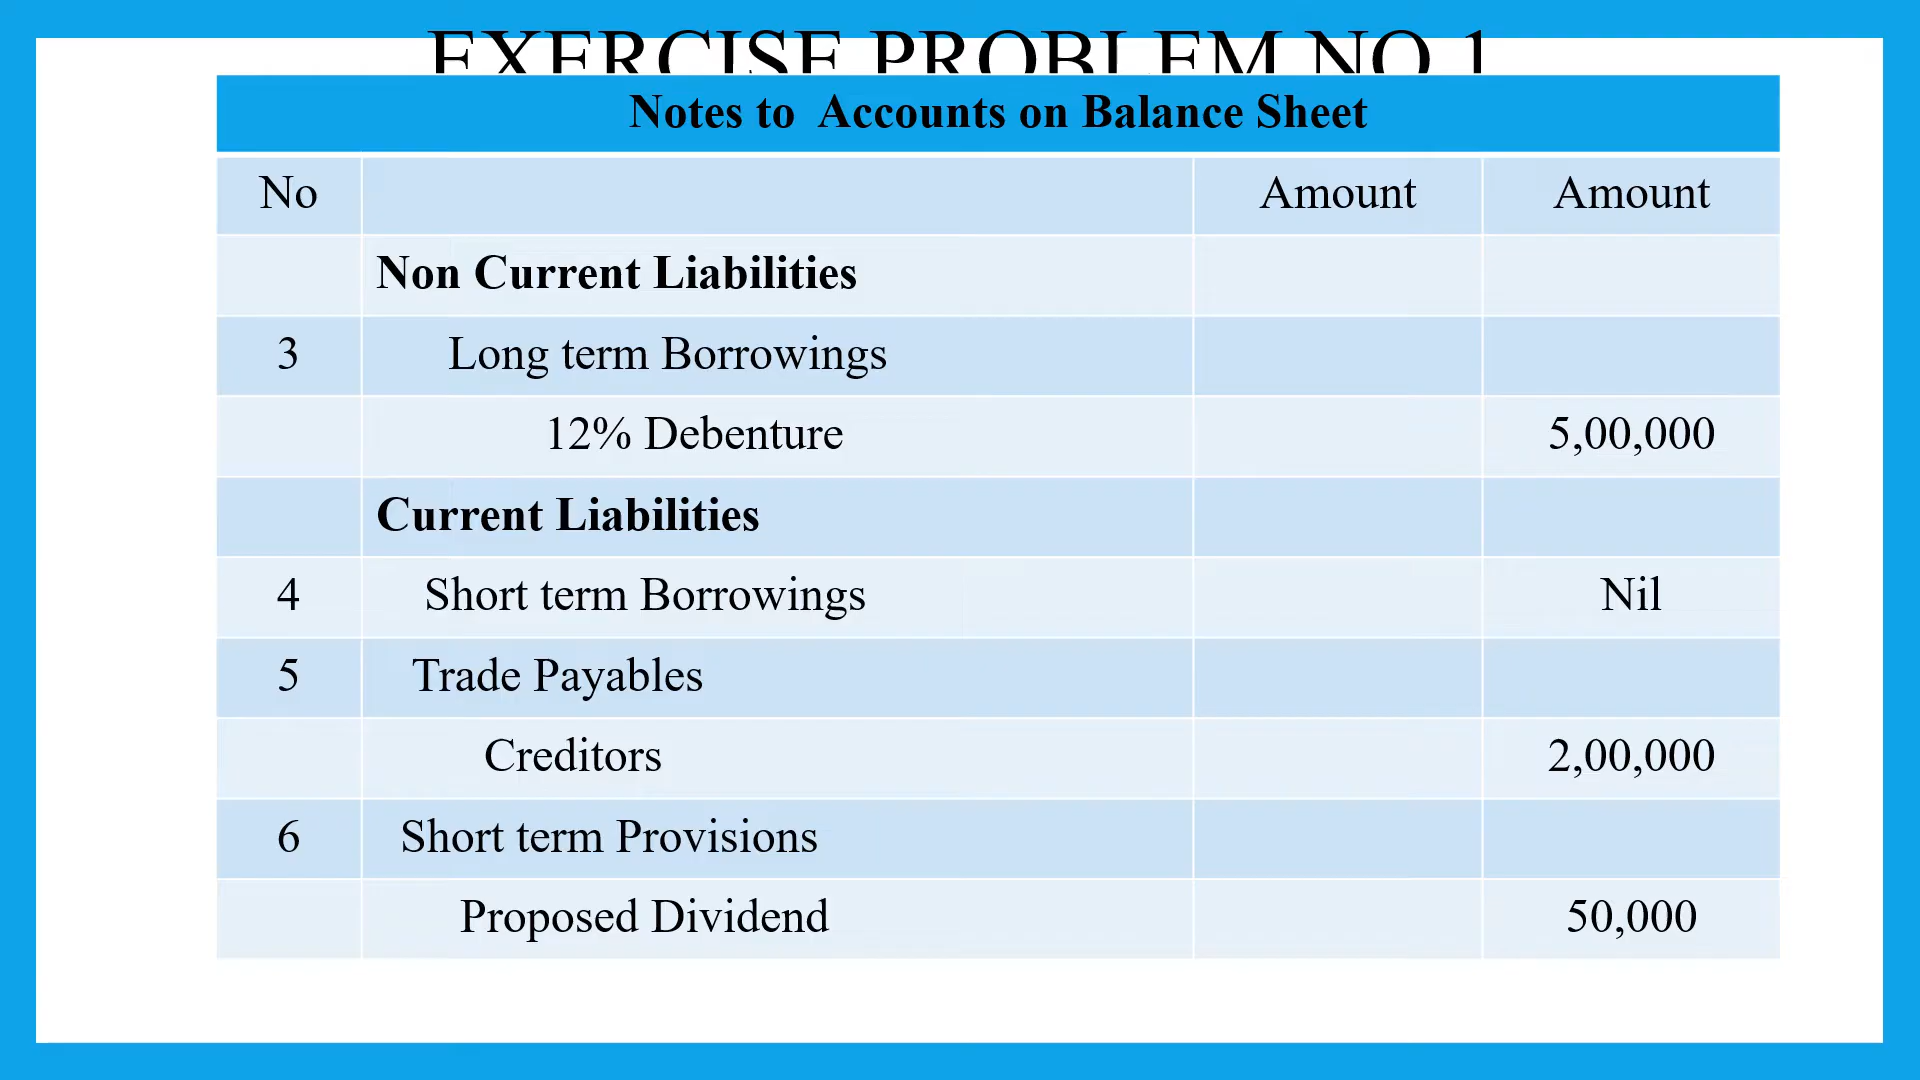 EXERCISE PROBLEM NO 1
Notes to Accounts on Balance Sheet
No Amount Amount
Non Current Liabilities
3 Long term Borrowings
12% Debenture 5,00,000
Current Liabilities
4 Short term Borrowings Nil
5 Trade Payables
Creditors 2,00,000
6 Short term Provisions
Proposed Dividend 50,000